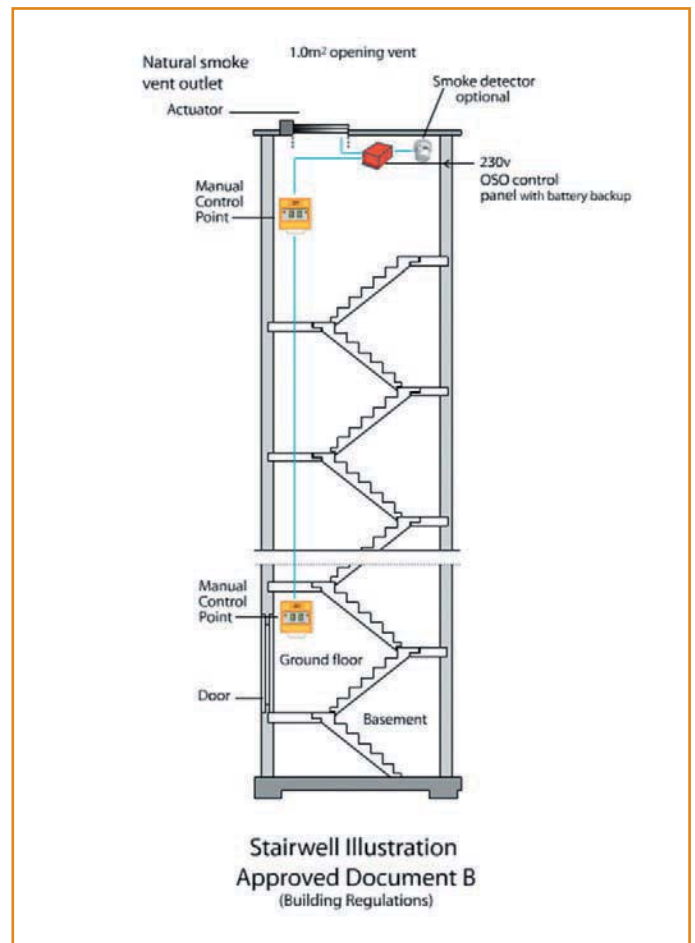 1.0m² opening vent
Natural smoke
vent outlet
Smoke detector
optional
Actuator
230v
OSO control
panel with battery backup
Manual
Control
Point
Manual
Control
Point
Ground floor
Door
Basement
Stairwell Illustration
Approved Document B
(Building Regulations)